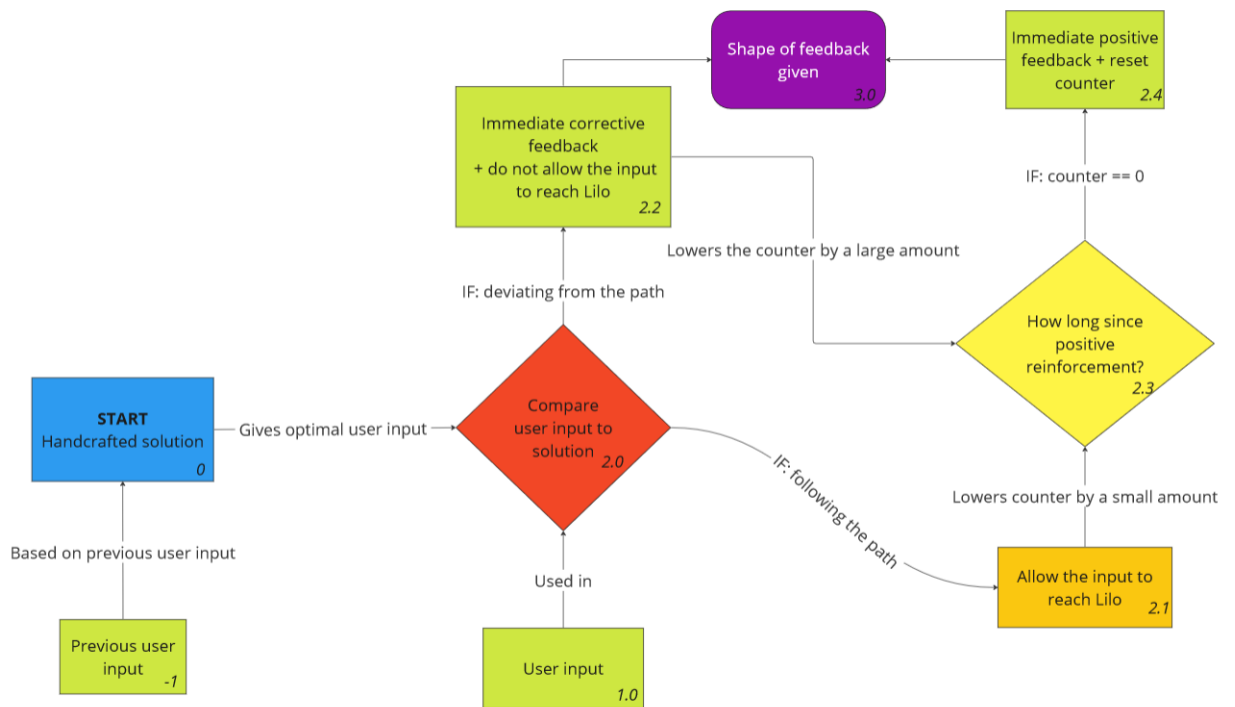 Shape of feedback
given
3.0
Immediate positive
feedback + reset
counter
2.4
Immediate corrective
feedback
+ do not allow the input
to reach Lilo
2.2
IF: counter == 0
Lowers the counter by a large amount
IF: deviating from the path
How long since
positive
reinforcement?
2.3
START
Handcrafted solution
0
Gives optimal user input
Compare
user input to
solution
2.0
IF: following the path
Lowers counter by a small amount
Based on previous user input
Used in
Allow the input to
reach Lilo
2.1
Previous user
input
-1
User input
1.0